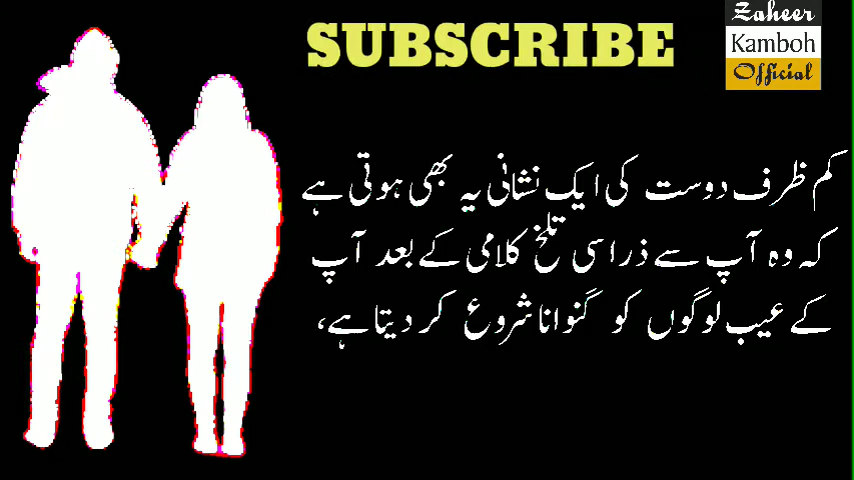 SUBSCRIBE
Zaheer
Kamboh
Official
کم ظرف دوست کی ایک نشانی یہ بھی ہوتی ہے
کہ وہ آپ سے ذرا سی تلخ کلامی کے بعد آپ
کے عیب لوگوں کو گنوانا شروع کر دیتا ہے،